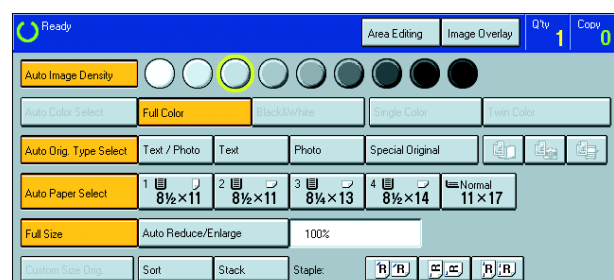 Ready Area Editing Image Overlay Q'ty 1 Copy 0
Auto Image Density
Auto Color Select Full Color Black&White Single Color Twin Color
Auto Orig. Type Select Text / Photo Text Photo Special Original
Auto Paper Select 1 8½×11 2 8½×11 3 8¼×13 4 8½×14 Normal 11×17
Full Size Auto Reduce/Enlarge 100%
Custom Size Orig. Sort Stack Staple: R R R R R R